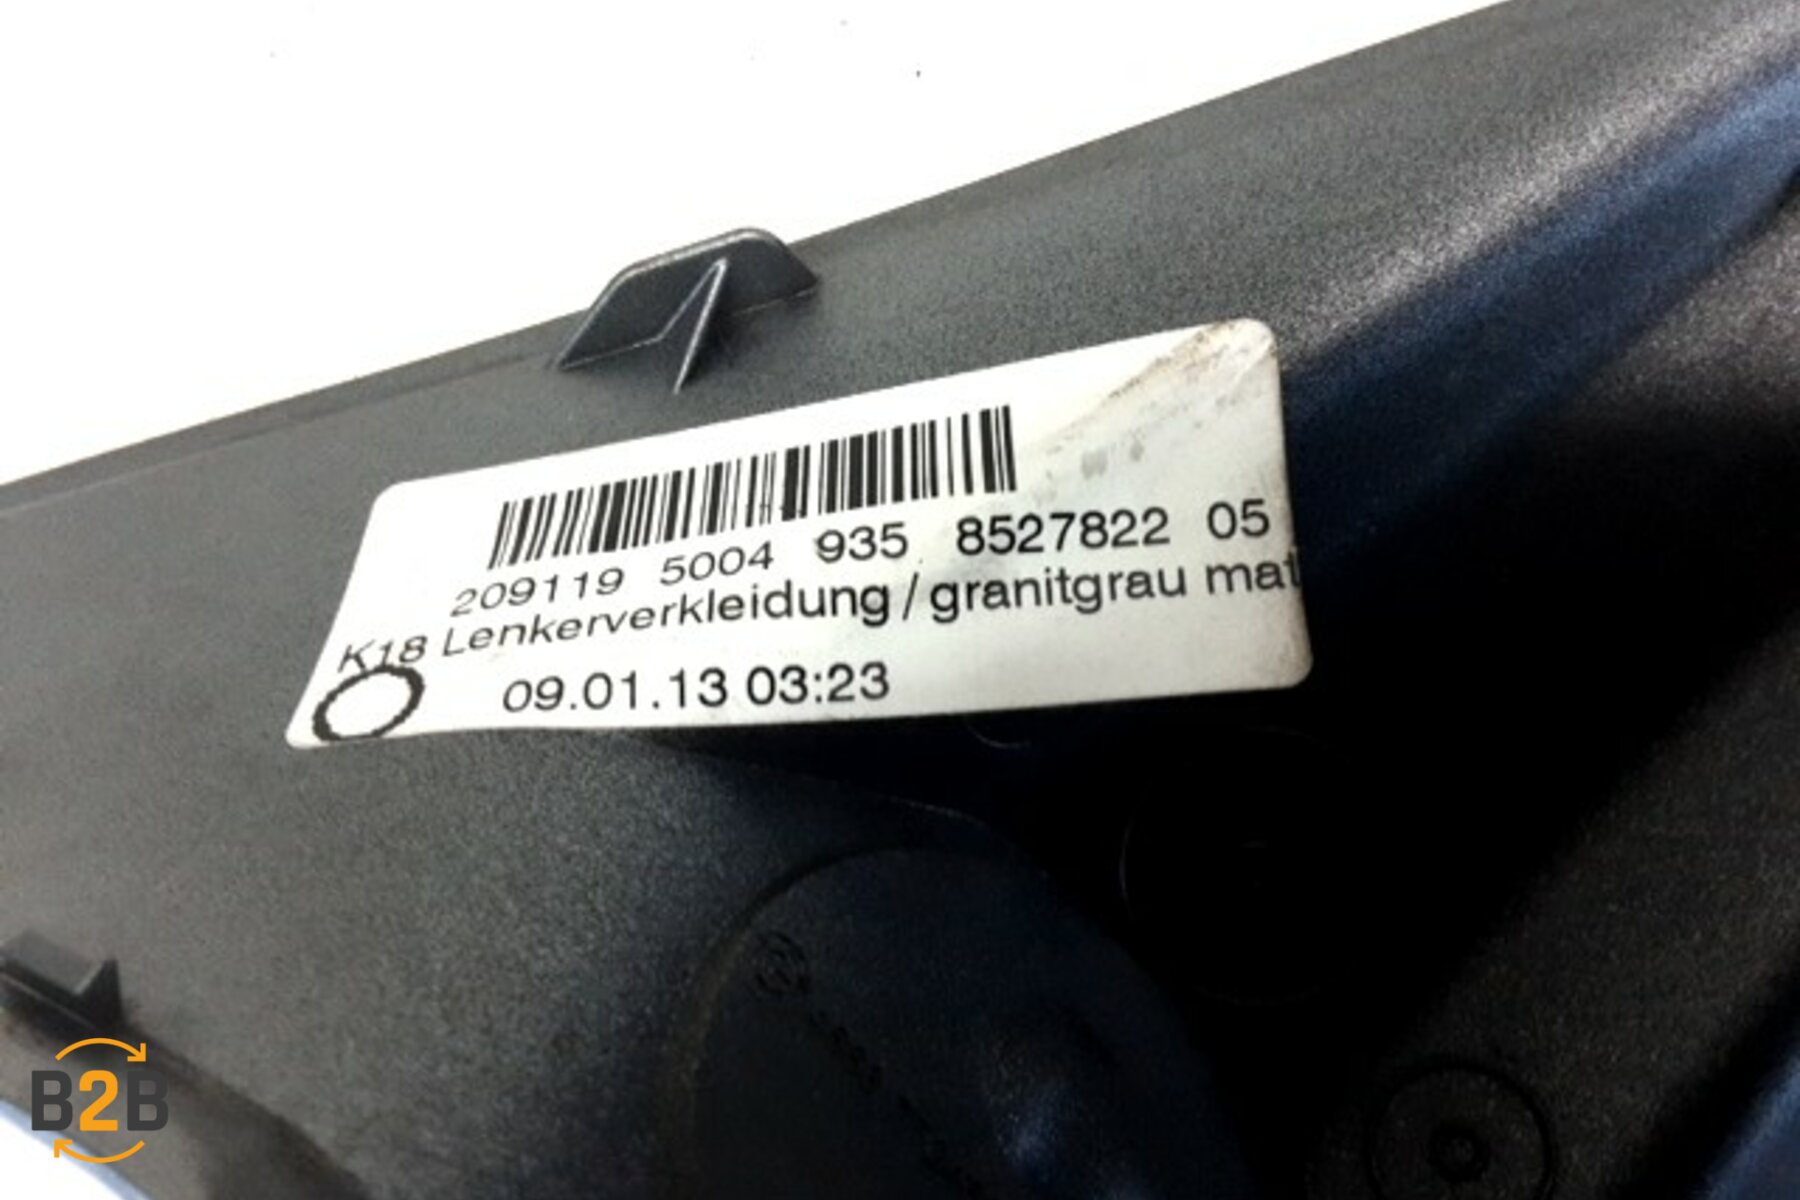 209119 5004 935 8527822 05
K18 Lenkerverkleidung / granitgrau mat
09.01.13 03:23
B2B